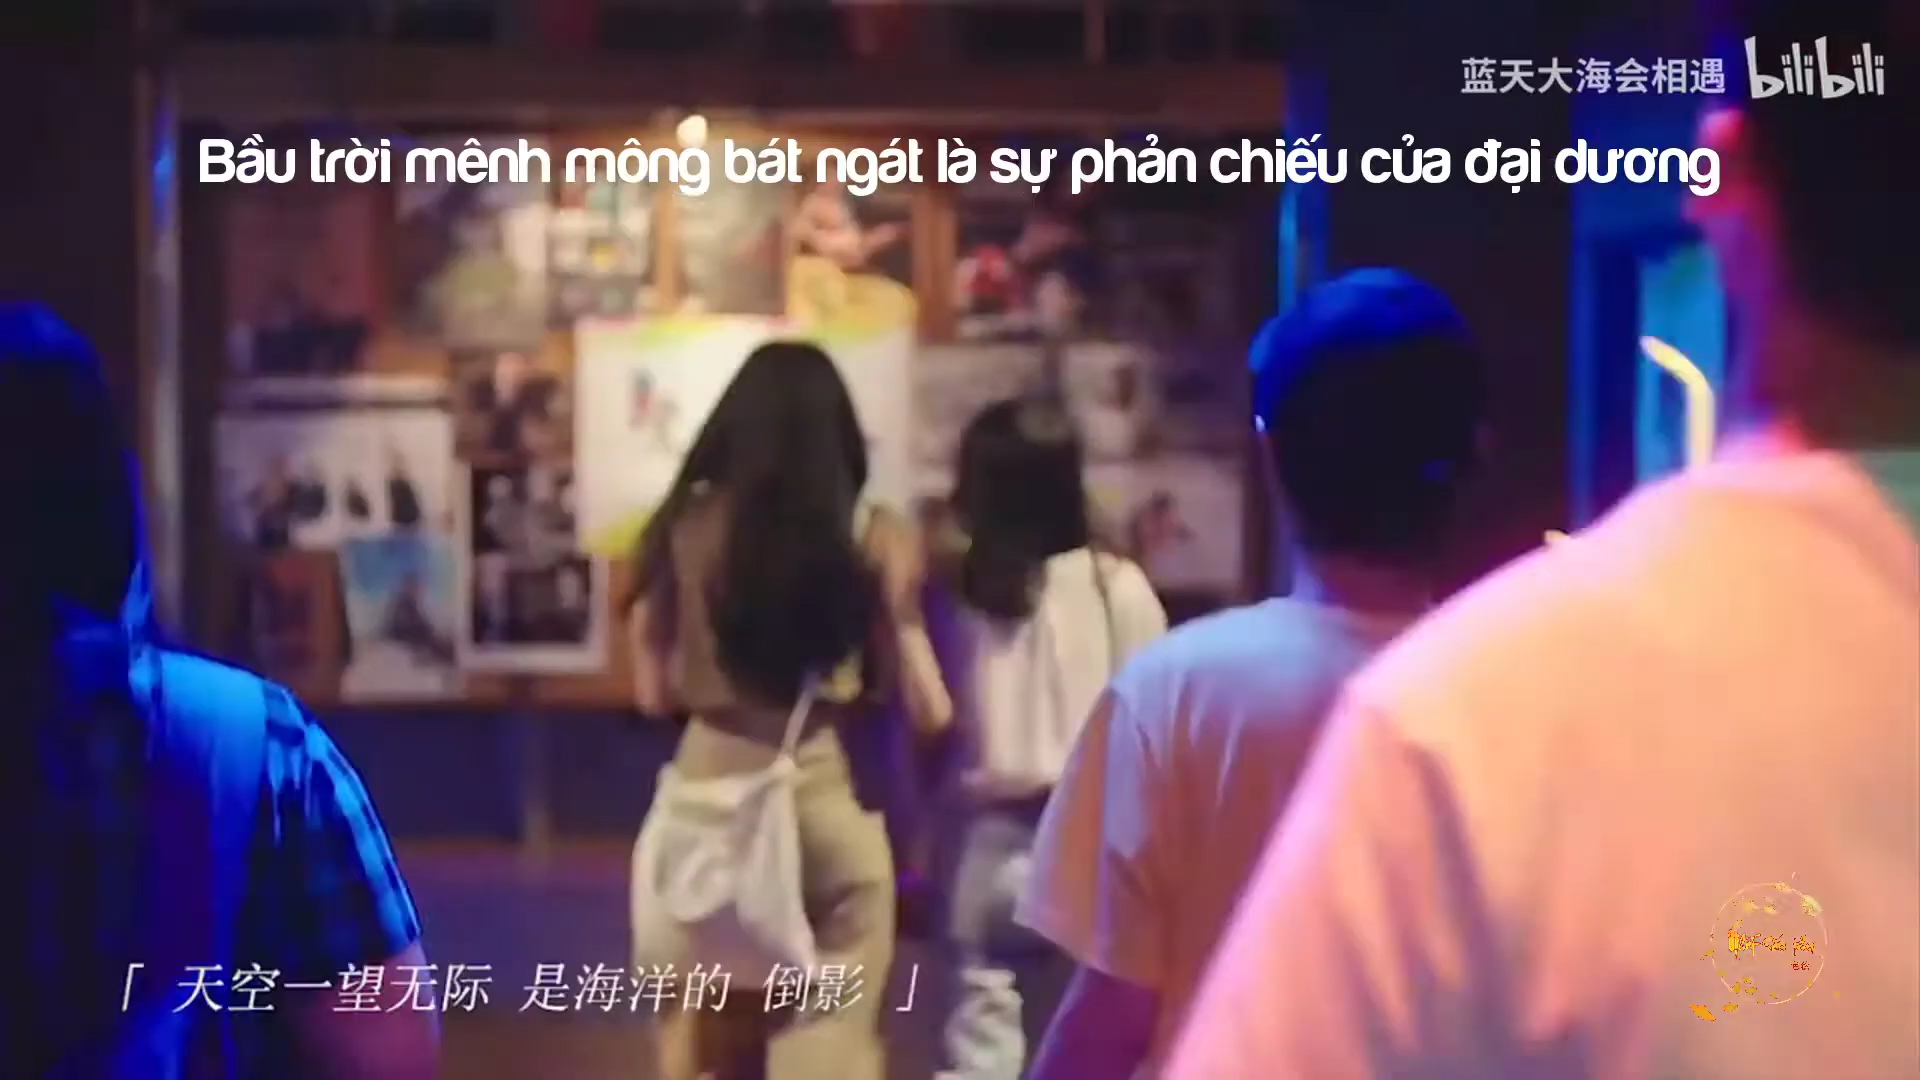 蓝天大海会相遇 bilibili
Bầu trời mênh mông bát ngát là sự phản chiếu của đại dương
「 天空一望无际 是海洋的 倒影 」